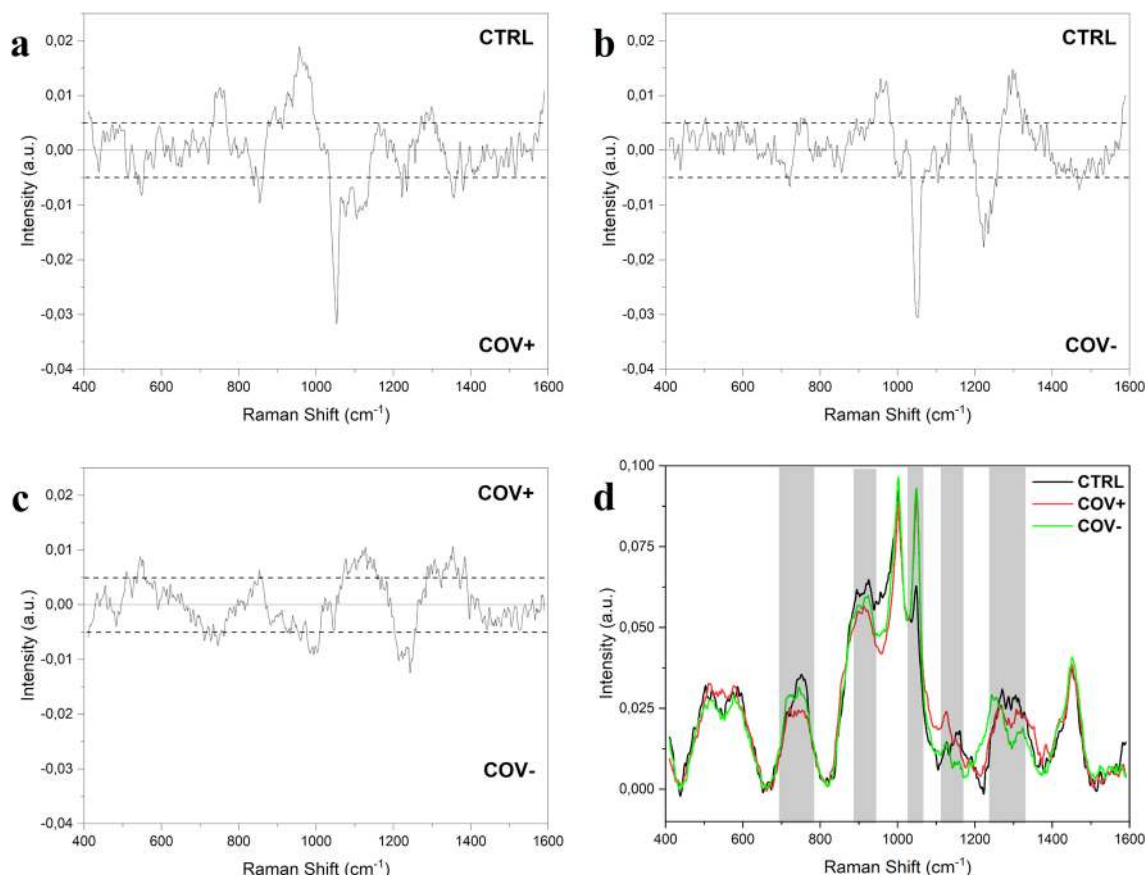 a
CTRL
0,02
0,01
0,00
-0,01
-0,02
-0,03
-0,04
Intensity (a.u.)
COV+
400 600 800 1000 1200 1400 1600
Raman Shift (cm⁻¹)
b
CTRL
0,02
0,01
0,00
-0,01
-0,02
-0,03
-0,04
Intensity (a.u.)
COV-
400 600 800 1000 1200 1400 1600
Raman Shift (cm⁻¹)
c
COV+
0,02
0,01
0,00
-0,01
-0,02
-0,03
-0,04
Intensity (a.u.)
COV-
400 600 800 1000 1200 1400 1600
Raman Shift (cm⁻¹)
d
CTRL
COV+
COV-
0,100
0,075
0,050
0,025
0,000
Intensity (a.u.)
400 600 800 1000 1200 1400 1600
Raman Shift (cm⁻¹)